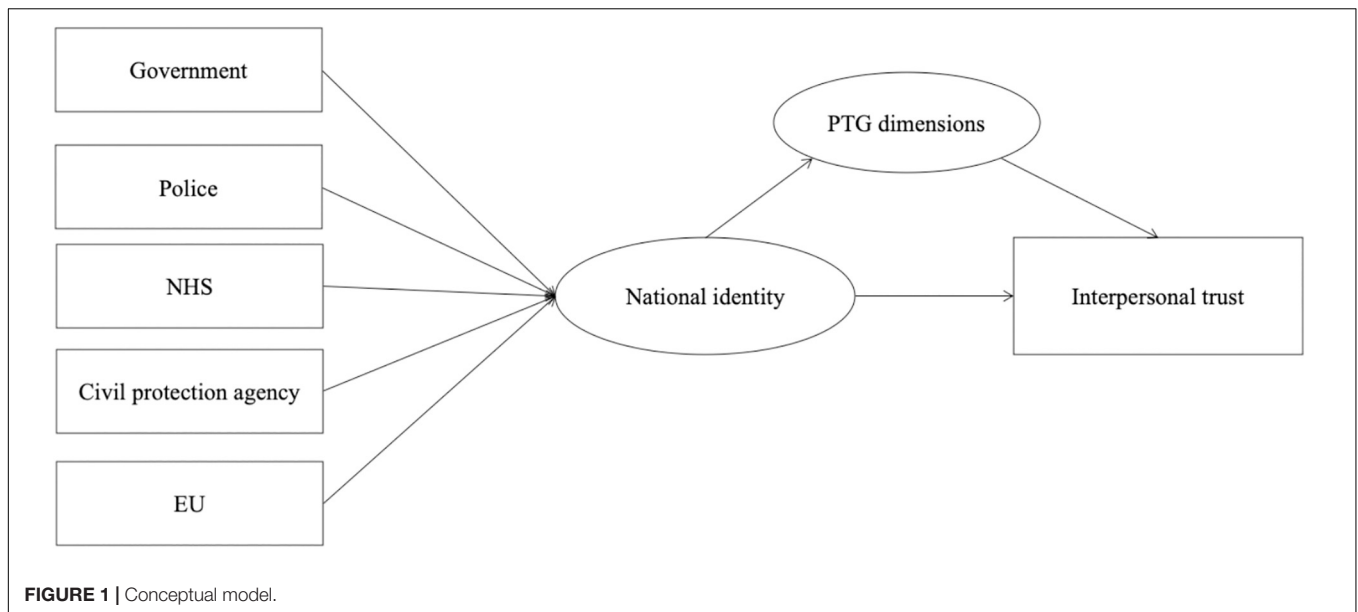 Government
Police
NHS
Civil protection agency
EU
PTG dimensions
National identity
Interpersonal trust
FIGURE 1 | Conceptual model.